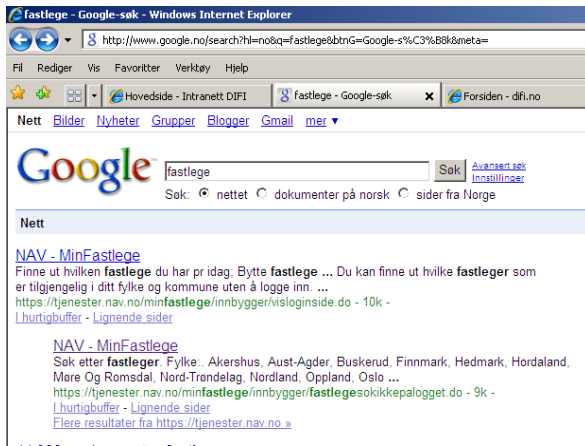 fastlege - Google-søk - Windows Internet Explorer
http://www.google.no/search?hl=no&q=fastlege&btnG=Google-s%C3%B8k&meta=
Fil Rediger Vis Favoritter Verktøy Hjelp
Hovedside - Intranett DIFI fastlege - Google-søk Forsiden - difi.no
Nett Bilder Nyheter Grupper Blogger Gmail mer ▼
Google™ fastlege Søk Avansert søk
Innstillinger
Søk: nettet dokumenter på norsk sider fra Norge
Nett
NAV - MinFastlege
Finne ut hvilken fastlege du har pr idag; Bytte fastlege ... Du kan finne ut hvilke fastleger som
er tilgjengelig i ditt fylke og kommune uten å logge inn. ...
https://tjenester.nav.no/minfastlege/innbygger/visloginside.do - 10k -
I hurtigbuffer - Lignende sider
NAV - MinFastlege
Søk etter fastleger. Fylke:. Akershus, Aust-Agder, Buskerud, Finnmark, Hedmark, Hordaland,
Møre Og Romsdal, Nord-Trøndelag, Nordland, Oppland, Oslo ...
https://tjenester.nav.no/minfastlege/innbygger/fastlegesokikkepalogget.do - 9k -
I hurtigbuffer - Lignende sider
Flere resultater fra https://tjenester.nav.no »